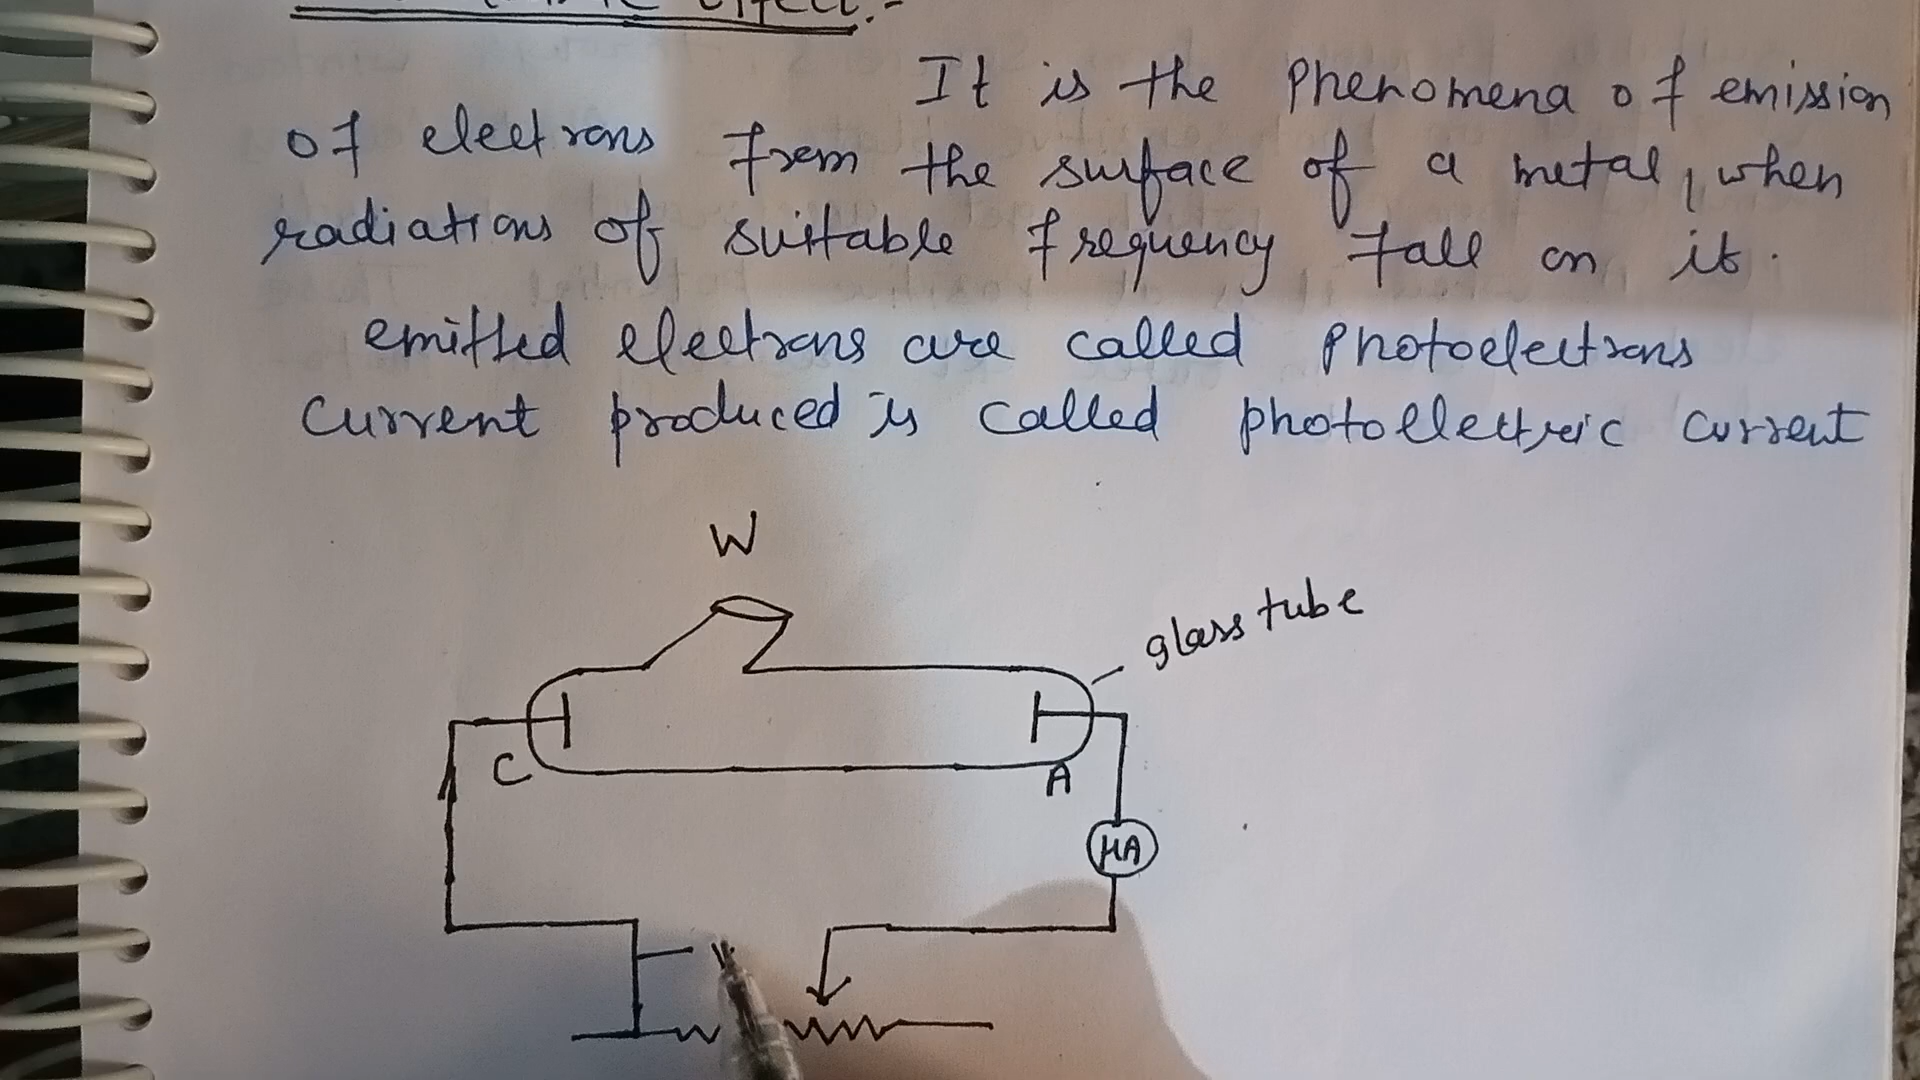 effect:-
It is the phenomena of emission
of electrons from the surface of a metal, when
radiations of suitable frequency fall on it.
emitted electrons are called photoelectrons
Current produced is called photoelectric current
W
glass tube
C
A
μA
V